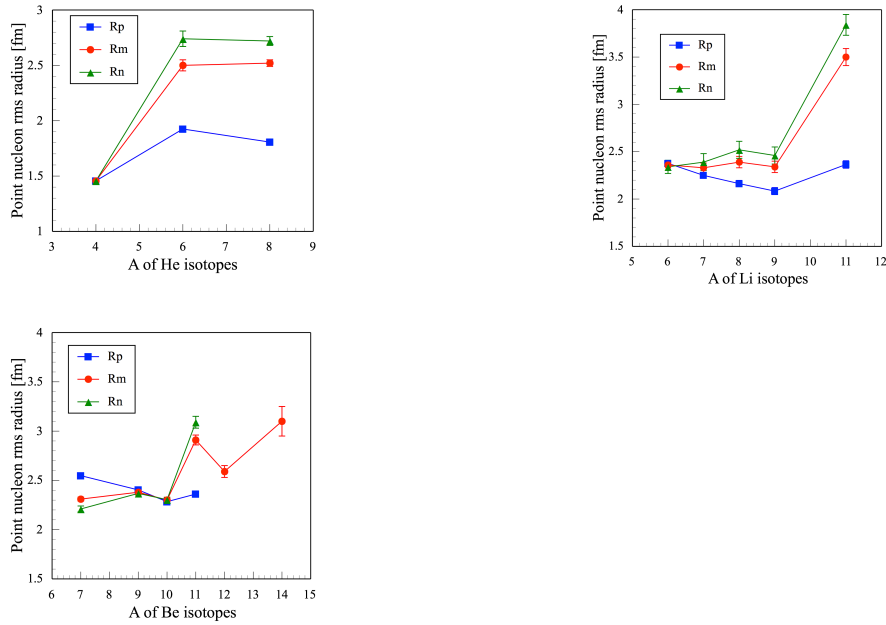 Point nucleon rms radius [fm]
3
2.5
2
1.5
1
Rp
Rm
Rn
3 4 5 6 7 8 9
A of He isotopes
Point nucleon rms radius [fm]
4
3.5
3
2.5
2
1.5
Rp
Rm
Rn
5 6 7 8 9 10 11 12
A of Li isotopes
Point nucleon rms radius [fm]
4
3.5
3
2.5
2
1.5
Rp
Rm
Rn
6 7 8 9 10 11 12 13 14 15
A of Be isotopes